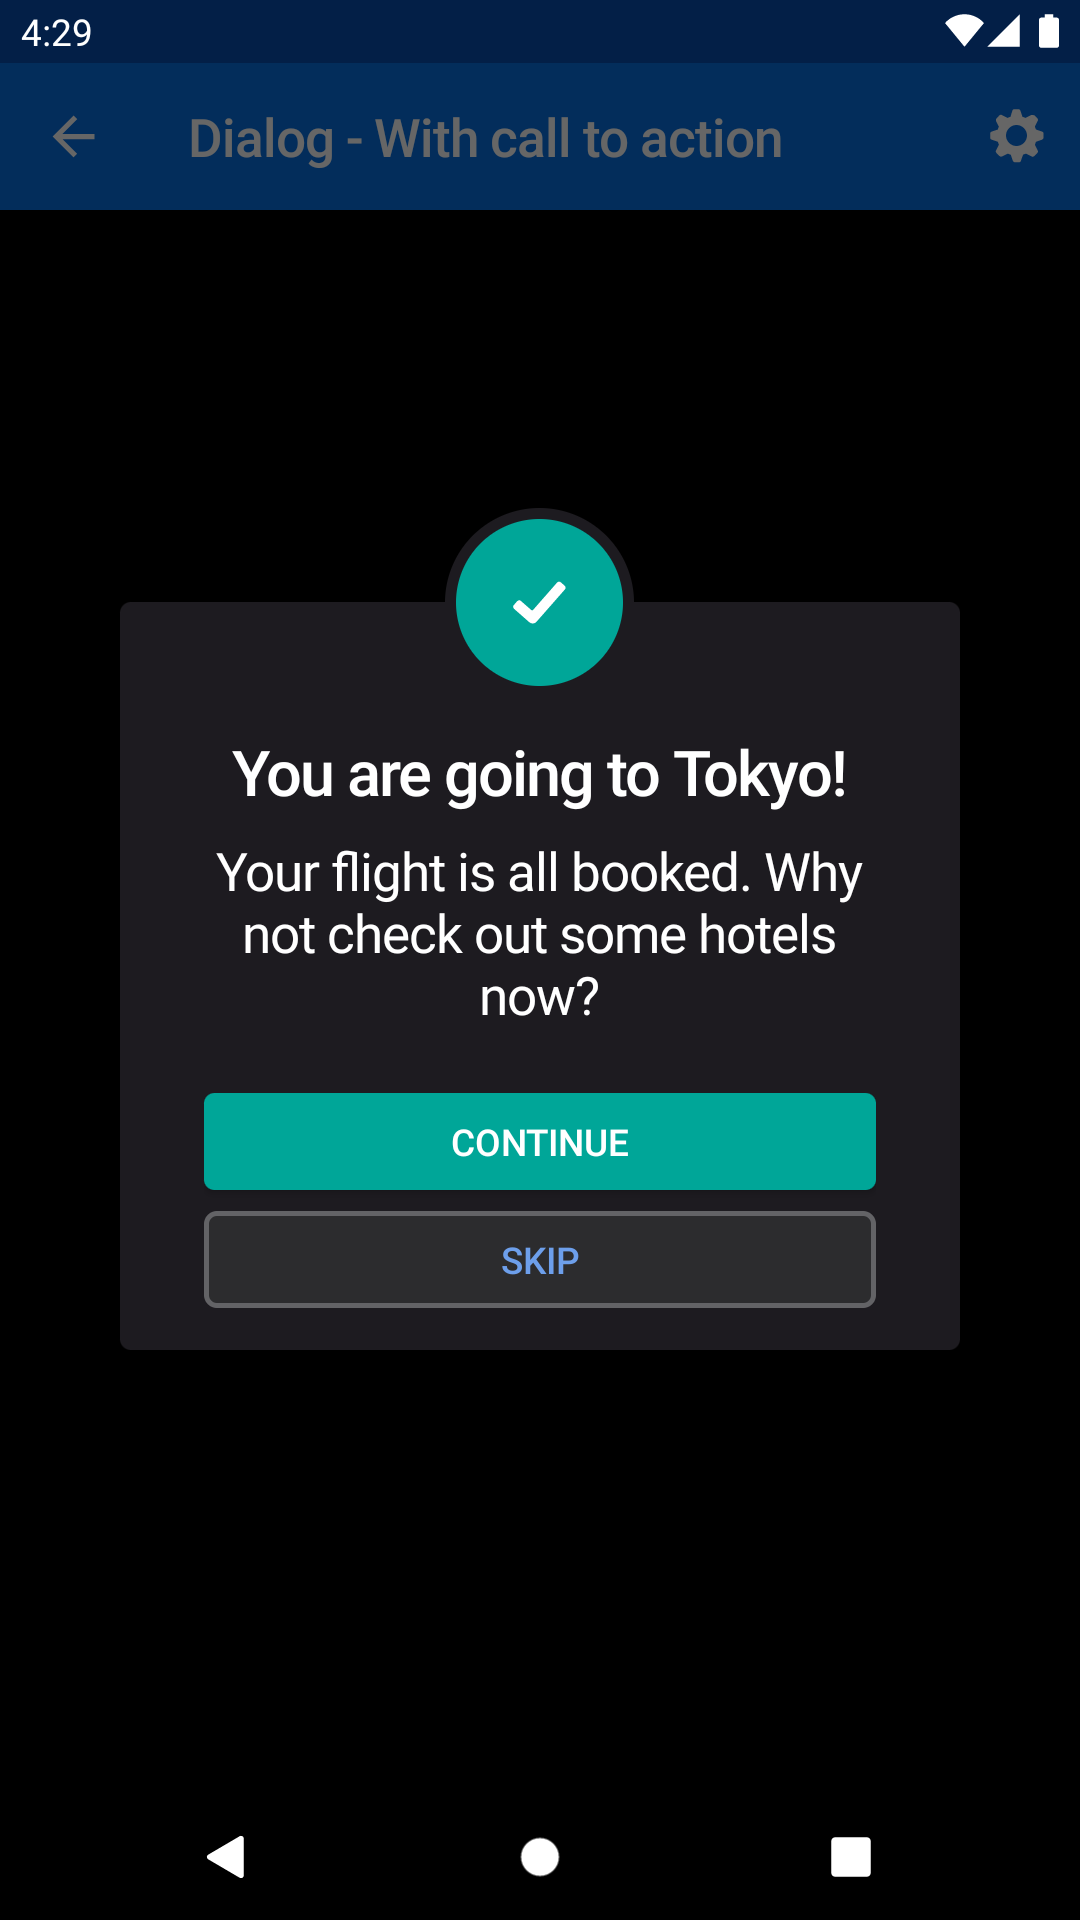 4:29
Dialog - With call to action
You are going to Tokyo!
Your flight is all booked. Why
not check out some hotels
now?
CONTINUE
SKIP